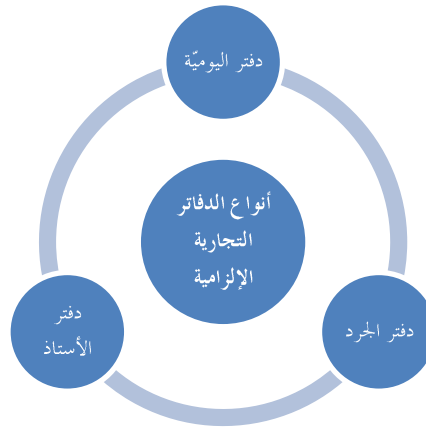 دفتر اليوميّة
أنواع الدفاتر
التجارية
الإلزامية
دفتر الجرد
دفتر
الأستاذ